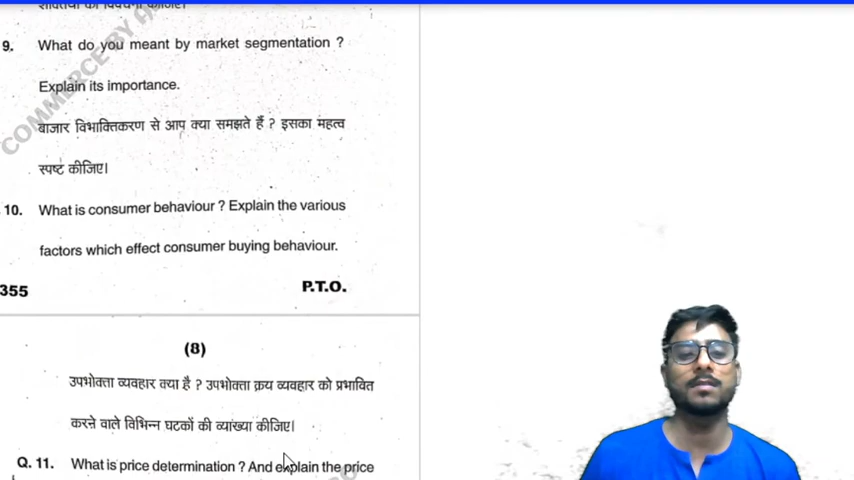 9. What do you meant by market segmentation ?
Explain its importance.
बाजार विभाक्तिकरण से आप क्या समझते हैं ? इसका महत्व
स्पष्ट कीजिए।
10. What is consumer behaviour ? Explain the various
factors which effect consumer buying behaviour.
355 P.T.O.
(8)
उपभोक्ता व्यवहार क्या है ? उपभोक्ता क्रय व्यवहार को प्रभावित
करने वाले विभिन्न घटकों की व्याख्या कीजिए।
Q. 11. What is price determination ? And explain the price
COMMERCE BY